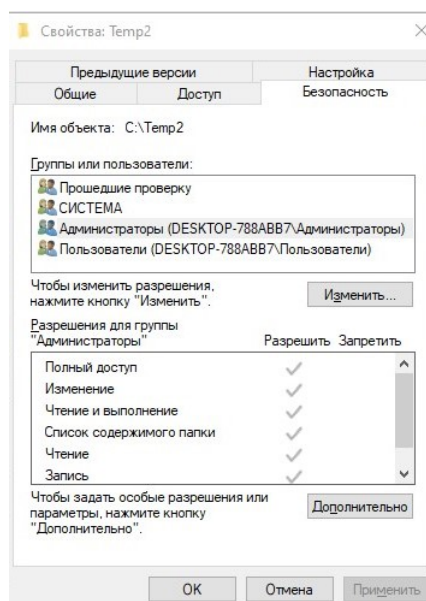 Свойства: Temp2
Предыдущие версии Настройка
Общие Доступ Безопасность
Имя объекта: C:\Temp2
Группы или пользователи:
Прошедшие проверку
СИСТЕМА
Администраторы (DESKTOP-788ABB7\Администраторы)
Пользователи (DESKTOP-788ABB7\Пользователи)
Чтобы изменить разрешения,
нажмите кнопку "Изменить".
Изменить...
Разрешения для группы
"Администраторы" Разрешить Запретить
Полный доступ
Изменение
Чтение и выполнение
Список содержимого папки
Чтение
Запись
Чтобы задать особые разрешения или
параметры, нажмите кнопку
"Дополнительно".
Дополнительно
OK Отмена Применить